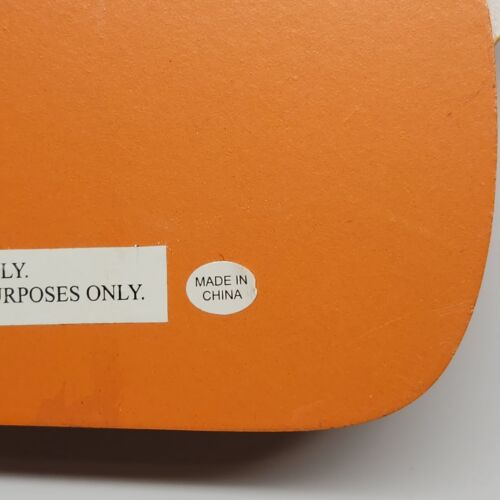 LY.
URPOSES ONLY.
MADE IN
CHINA